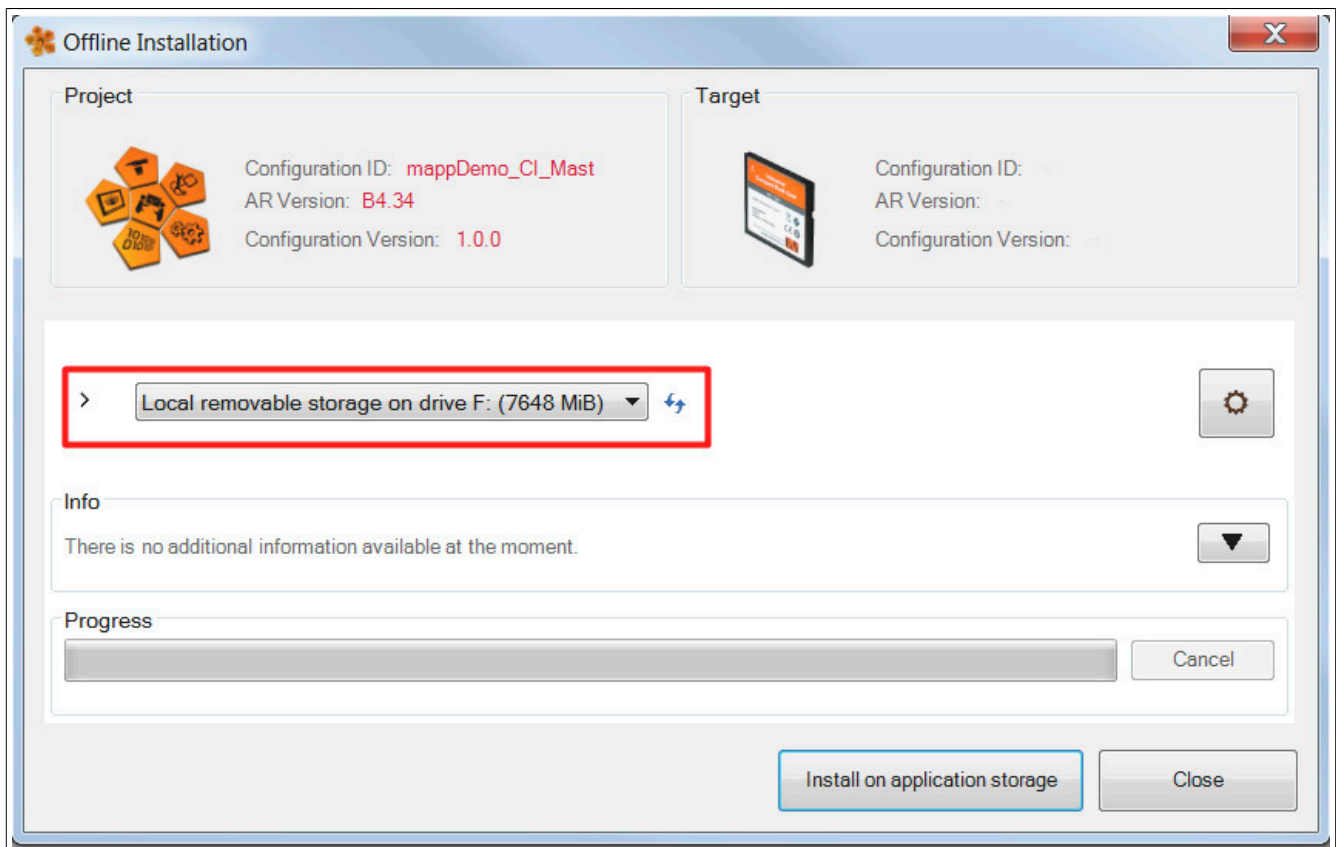 Offline Installation
Project
Configuration ID: mappDemo_CI_Mast
AR Version: B4.34
Configuration Version: 1.0.0
Target
Configuration ID:
AR Version:
Configuration Version:
Local removable storage on drive F: (7648 MiB)
Info
There is no additional information available at the moment.
Progress
Cancel
Install on application storage
Close